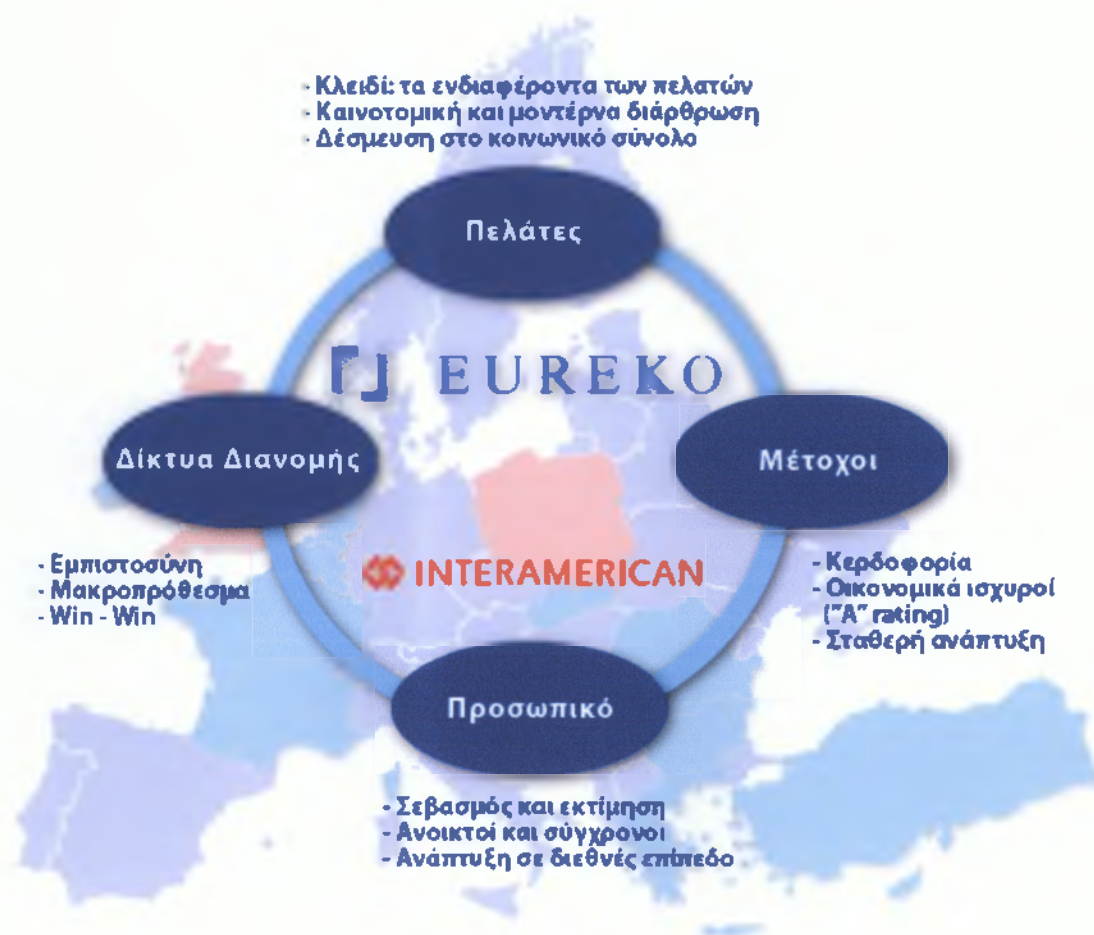 - Κλειδί: τα ενδιαφέροντα των πελατών
- Καινοτομική και μοντέρνα διάρθρωση
- Δέσμευση στο κοινωνικό σύνολο
Πελάτες
EUREKO
Δίκτυα Διανομής
Μέτοχοι
- Εμπιστοσύνη
- Μακροπρόθεσμα
- Win - Win
INTERAMERICAN
- Κερδοφορία
- Οικονομικά ισχυροί
("A" rating)
- Σταθερή ανάπτυξη
Προσωπικό
- Σεβασμός και εκτίμηση
- Ανοικτοί και σύγχρονοι
- Ανάπτυξη σε διεθνές επίπεδο